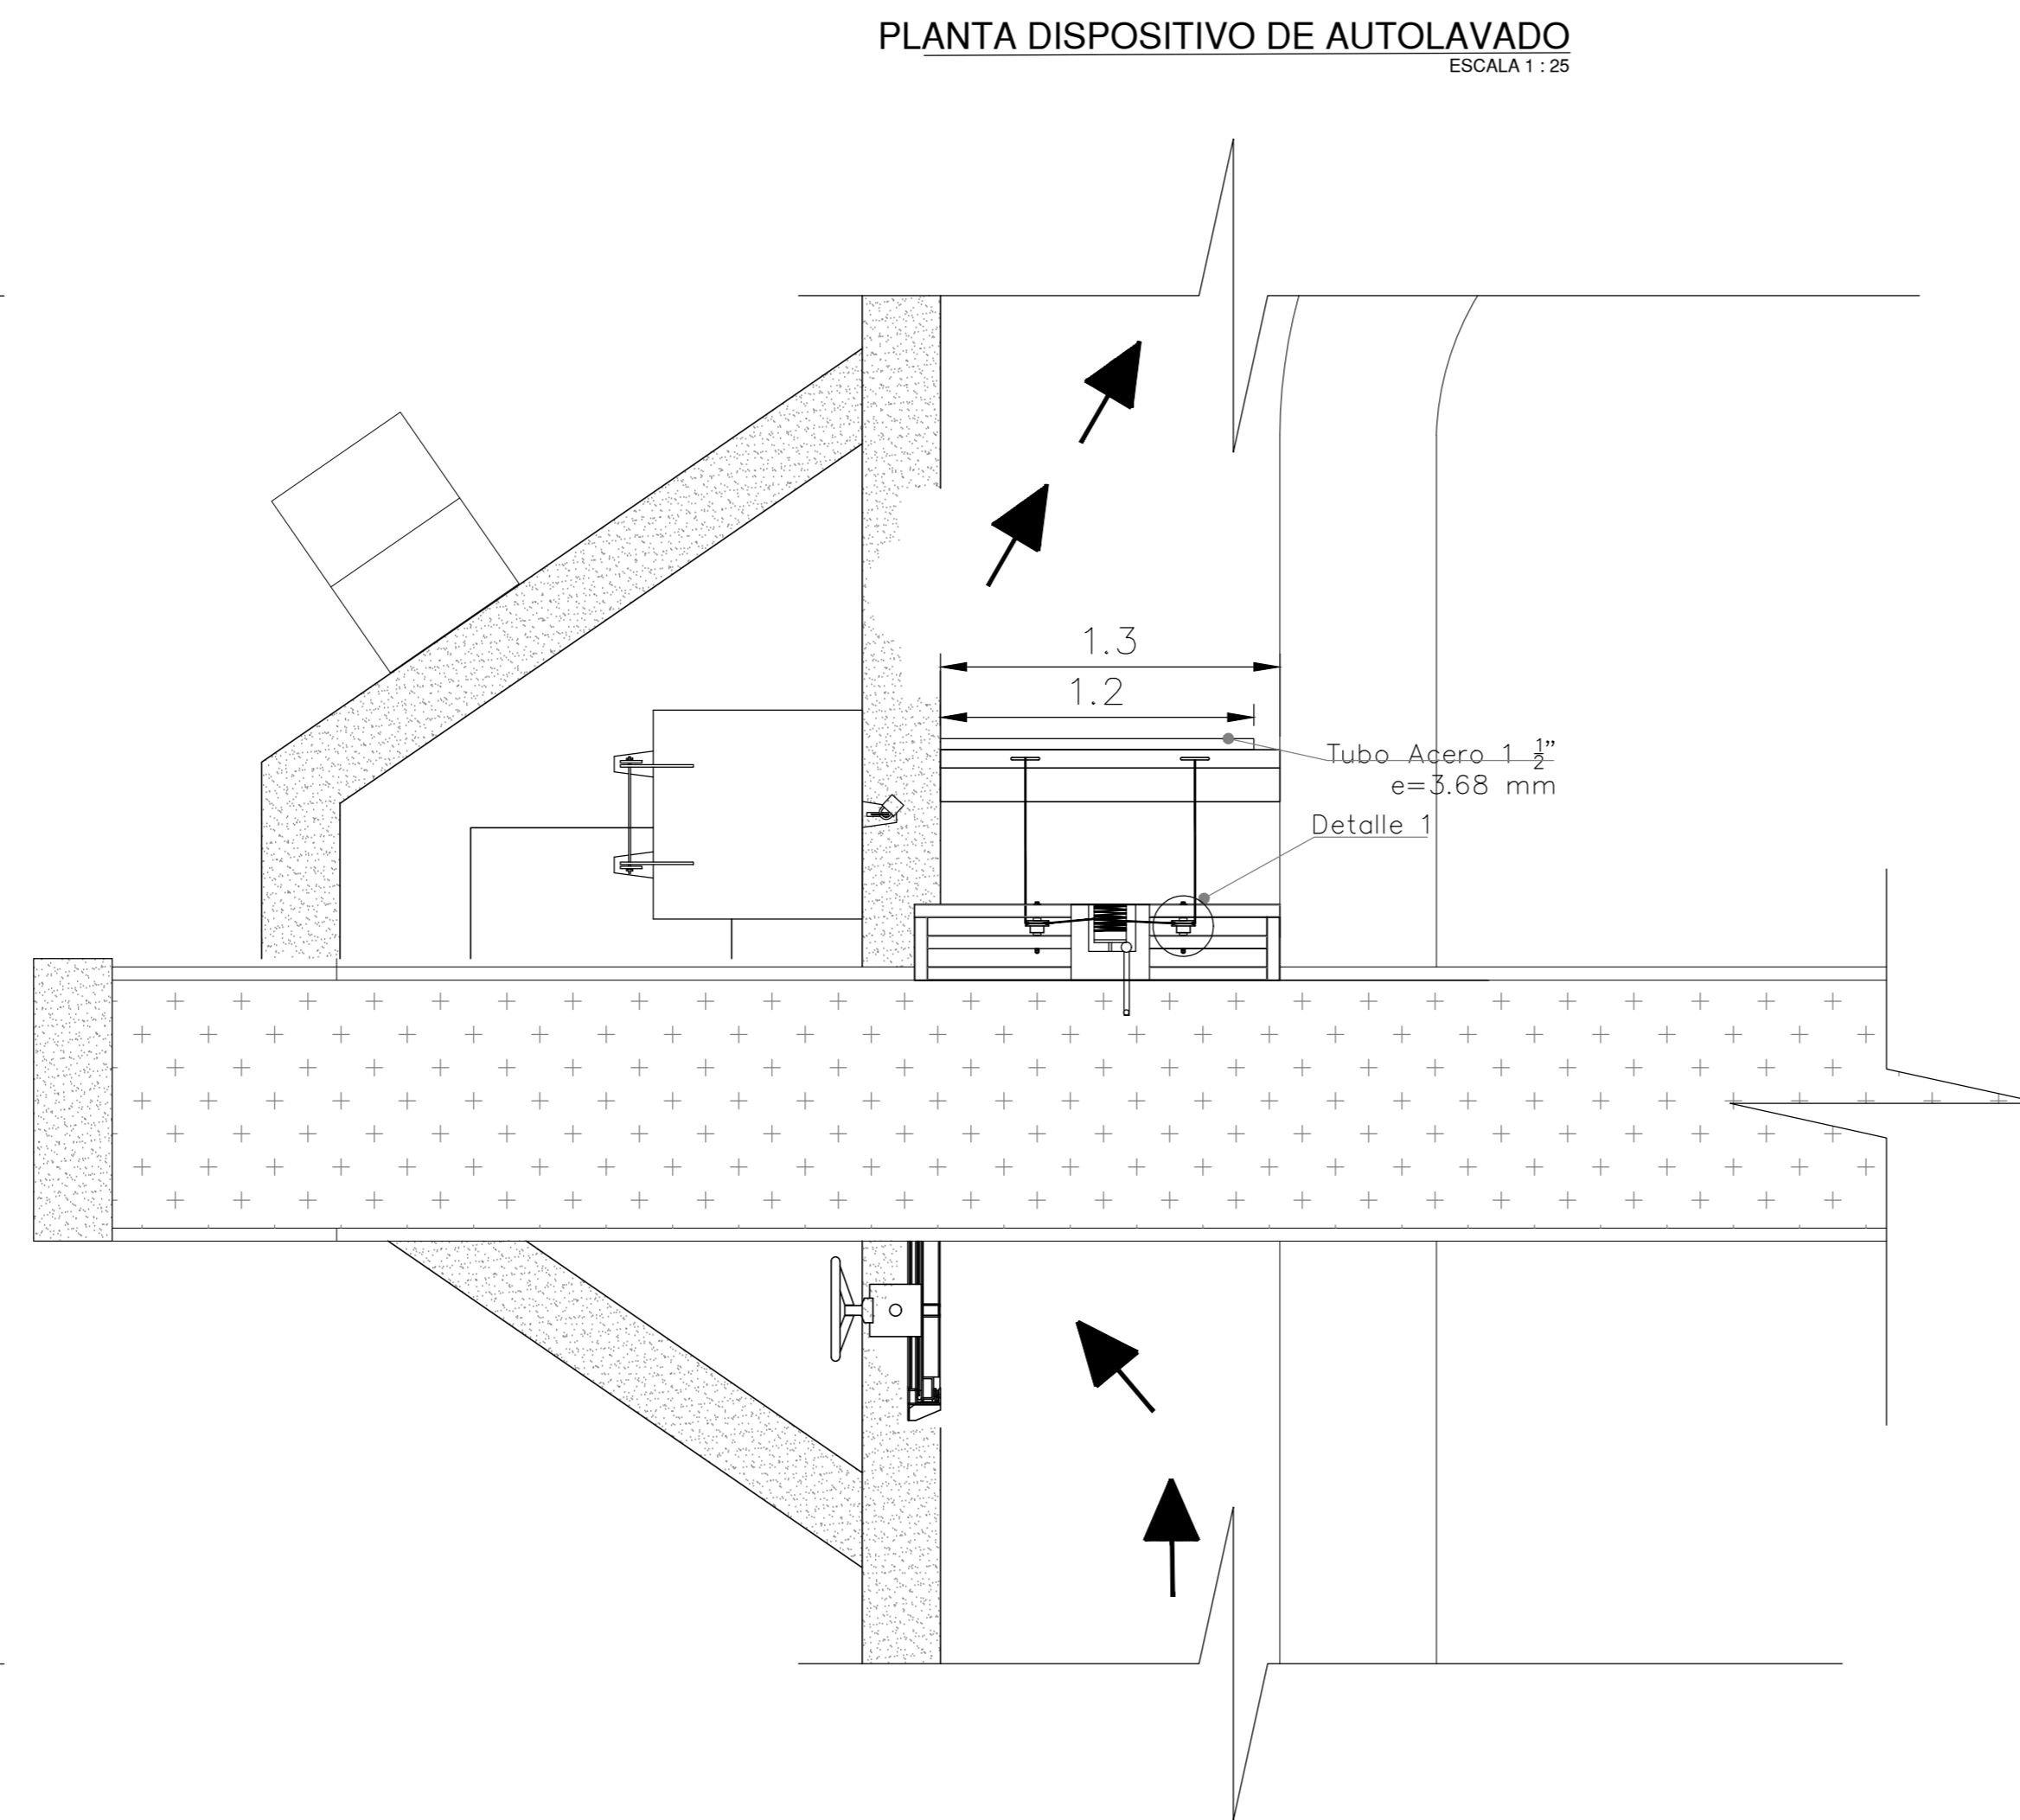 PLANTA DISPOSITIVO DE AUTOLAVADO
ESCALA 1 : 25
1.3
1.2
Tubo Acero 1 1/2"
e=3.68 mm
Detalle 1